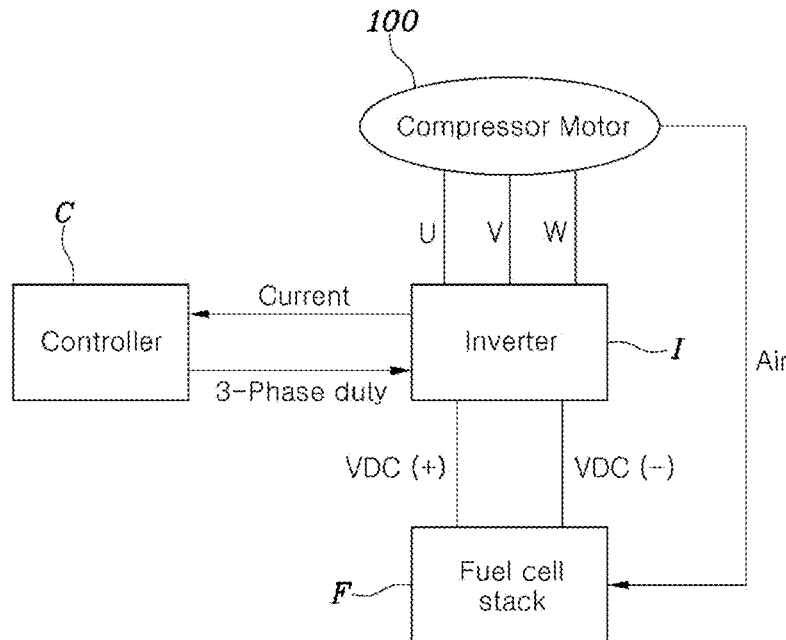 100
Compressor Motor
U V W
C
Current
Controller
Inverter
I
Air
3-Phase duty
VDC (+)
VDC (-)
Fuel cell
stack
F